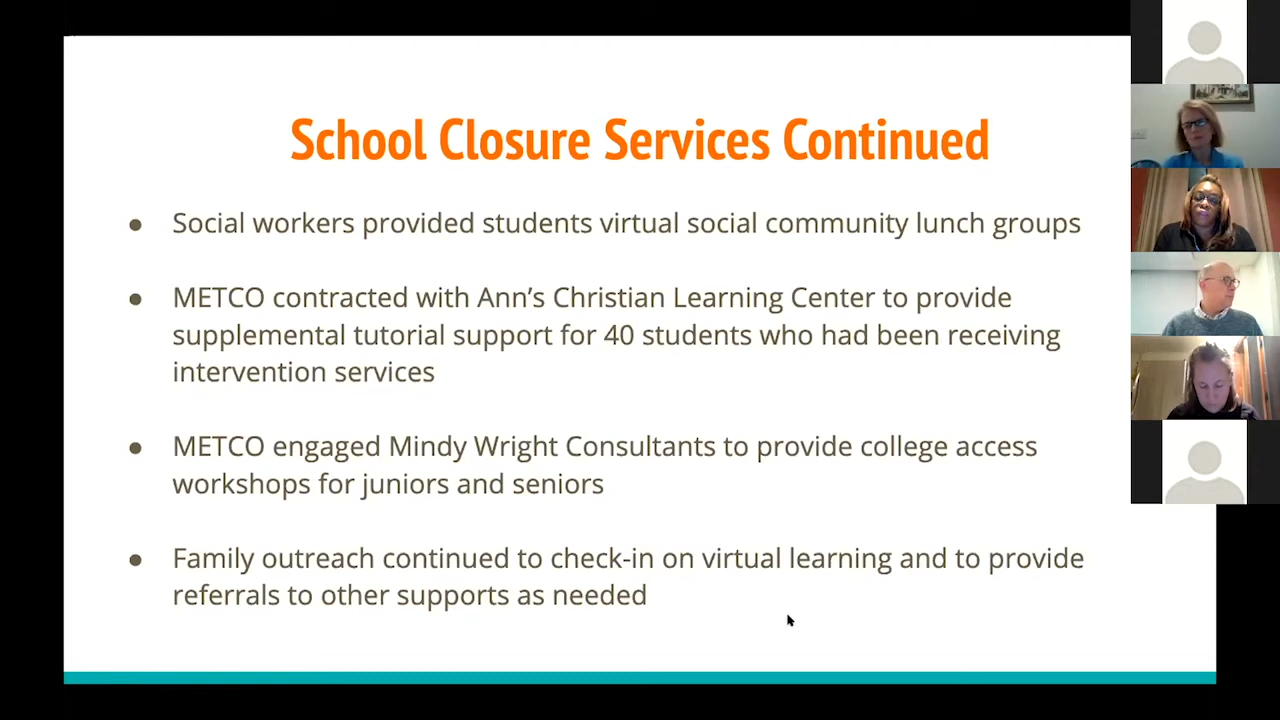 School Closure Services Continued
● Social workers provided students virtual social community lunch groups
● METCO contracted with Ann's Christian Learning Center to provide
supplemental tutorial support for 40 students who had been receiving
intervention services
● METCO engaged Mindy Wright Consultants to provide college access
workshops for juniors and seniors
● Family outreach continued to check-in on virtual learning and to provide
referrals to other supports as needed